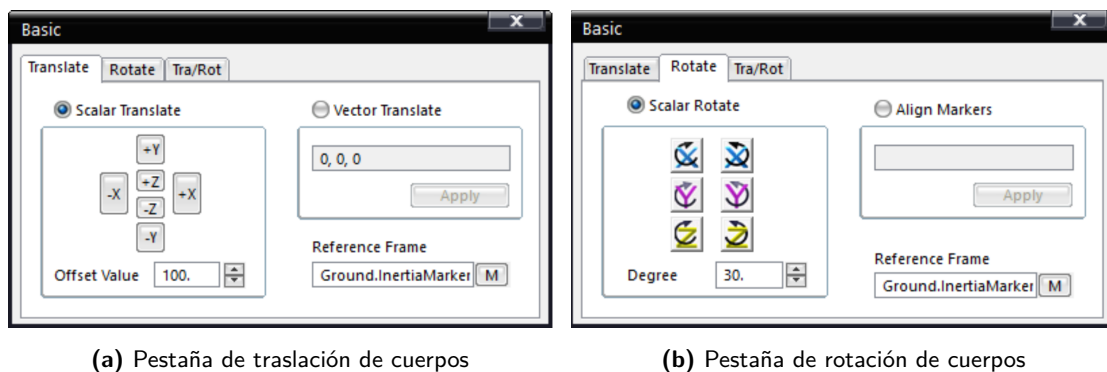 Basic
X
Translate Rotate Tra/Rot
Scalar Translate
Vector Translate
+Y
0, 0, 0
-X +Z +X
-Z
Apply
-Y
Reference Frame
Offset Value 100.
Ground.InertiaMarker M
(a) Pestaña de traslación de cuerpos
Basic
X
Translate Rotate Tra/Rot
Scalar Rotate
Align Markers
X X
Y Y
Apply
Z Z
Reference Frame
Degree 30.
Ground.InertiaMarker M
(b) Pestaña de rotación de cuerpos